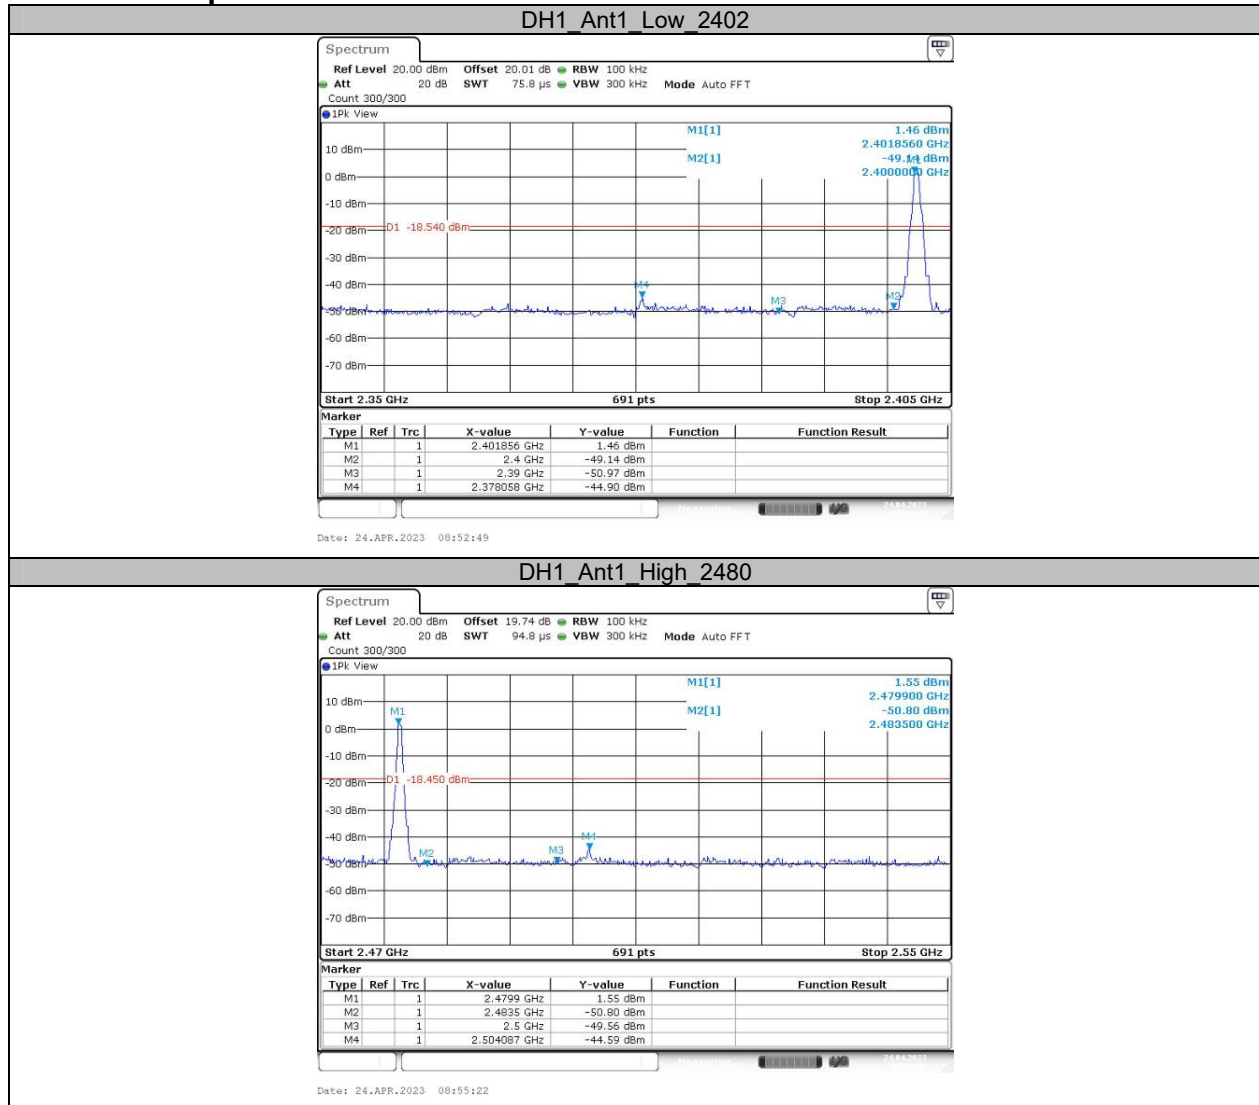 DH1_Ant1_Low_2402
Spectrum
Ref Level 20.00 dBm Offset 20.01 dB RBW 100 kHz
Att 20 dB SWT 75.8 µs VBW 300 kHz Mode Auto FFT
Count 300/300
1Pk View
M1[1] 1.46 dBm
2.4018560 GHz
M2[1] -49.14 dBm
2.4000000 GHz
M1
10 dBm
0 dBm
-10 dBm
-20 dBm
D1 -18.540 dBm
-30 dBm
-40 dBm
M4
M3
M2
-50 dBm
-60 dBm
-70 dBm
Start 2.35 GHz 691 pts Stop 2.405 GHz
Marker
Type Ref Trc X-value Y-value Function Function Result
M1 1 2.401856 GHz 1.46 dBm
M2 1 2.4 GHz -49.14 dBm
M3 1 2.39 GHz -50.97 dBm
M4 1 2.378058 GHz -44.90 dBm
Date: 24.APR.2023 08:52:49
DH1_Ant1_High_2480
Spectrum
Ref Level 20.00 dBm Offset 19.74 dB RBW 100 kHz
Att 20 dB SWT 94.8 µs VBW 300 kHz Mode Auto FFT
Count 300/300
1Pk View
M1[1] 1.55 dBm
2.479900 GHz
M2[1] -50.80 dBm
2.483500 GHz
10 dBm
M1
0 dBm
-10 dBm
-20 dBm
D1 -18.450 dBm
-30 dBm
-40 dBm
M4
M3
M2
-50 dBm
-60 dBm
-70 dBm
Start 2.47 GHz 691 pts Stop 2.55 GHz
Marker
Type Ref Trc X-value Y-value Function Function Result
M1 1 2.4799 GHz 1.55 dBm
M2 1 2.4835 GHz -50.80 dBm
M3 1 2.5 GHz -49.56 dBm
M4 1 2.504087 GHz -44.59 dBm
Date: 24.APR.2023 08:55:22